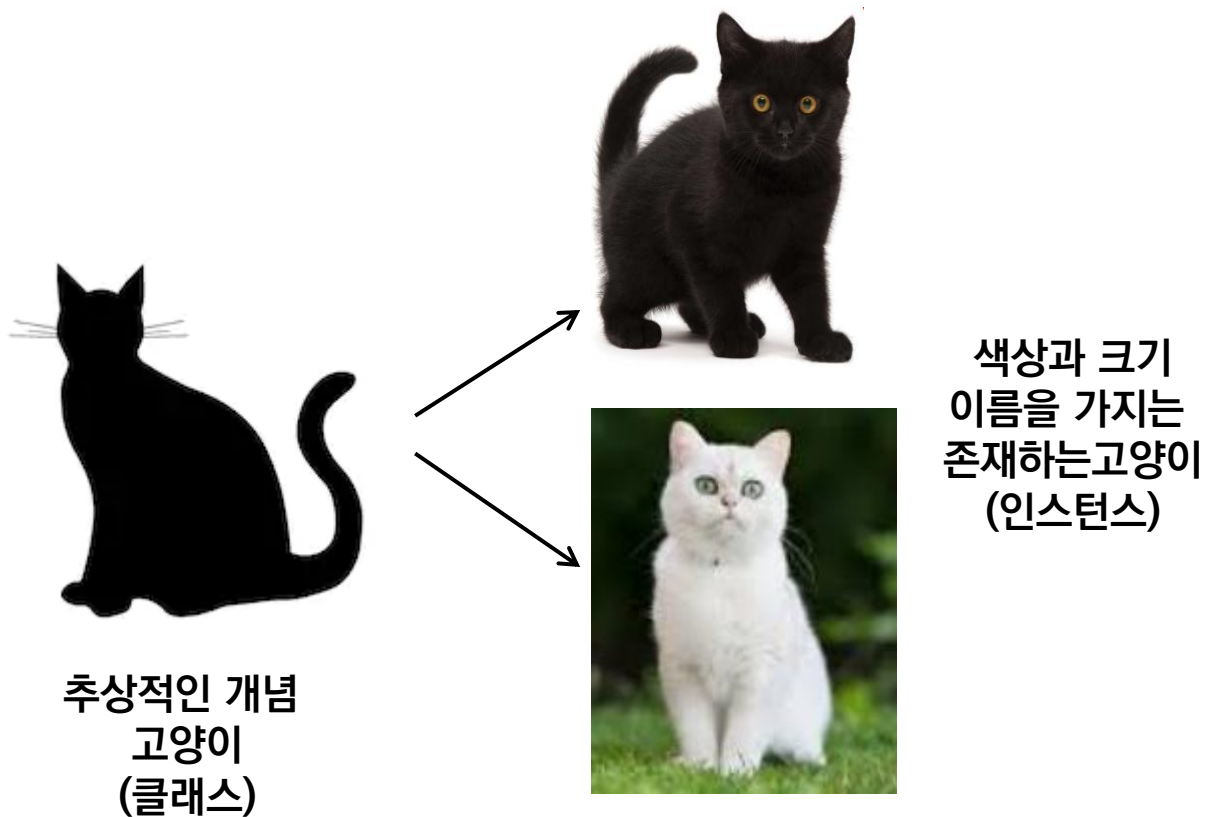 색상과 크기
이름을 가지는
존재하는고양이
(인스턴스)
추상적인 개념
고양이
(클래스)